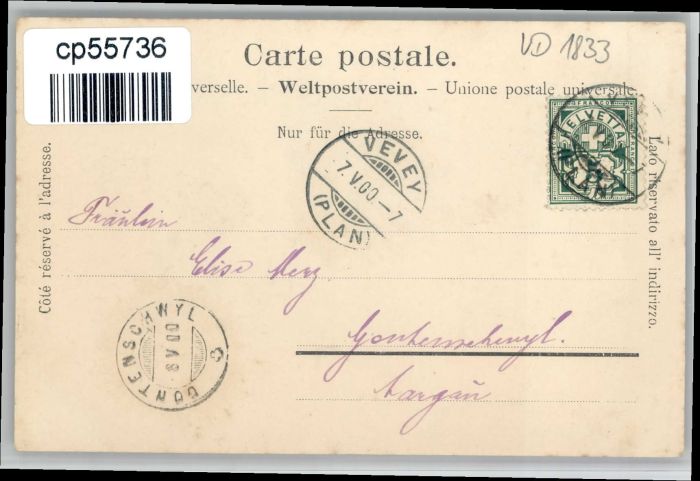 cp55736
VD 1833
Carte postale.
verselle. — Weltpostverein. — Unione postale universale.
Nur für die Adresse.
Côté réservé à l'adresse.
Lato riservato all' indirizzo.
FRANCO
HELVETIA
VEVEY
7.V.00–7
(PLAN)
Fräulein
Elise Merz
Gontenschwyl.
Aargau
GONTENSCHWYL
8 V 00